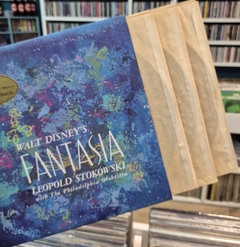 WALT DISNEY'S
FANTASIA
LEOPOLD STOKOWSKI
with The Philadelphia Orchestra